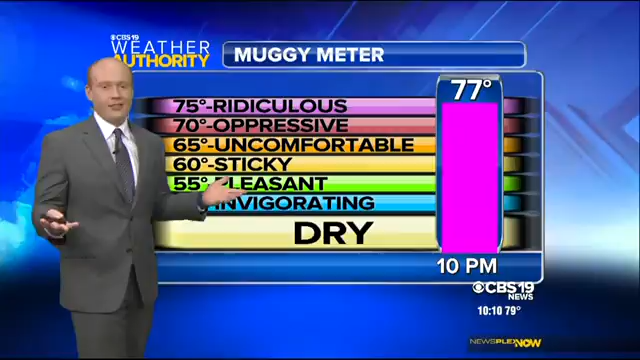 CBS19
WEATHER
AUTHORITY
MUGGY METER
77°
75°-RIDICULOUS
70°-OPPRESSIVE
65°-UNCOMFORTABLE
60°-STICKY
55°-PLEASANT
INVIGORATING
DRY
10 PM
CBS19
NEWS
10:10 79°
NEWSPLEX NOW